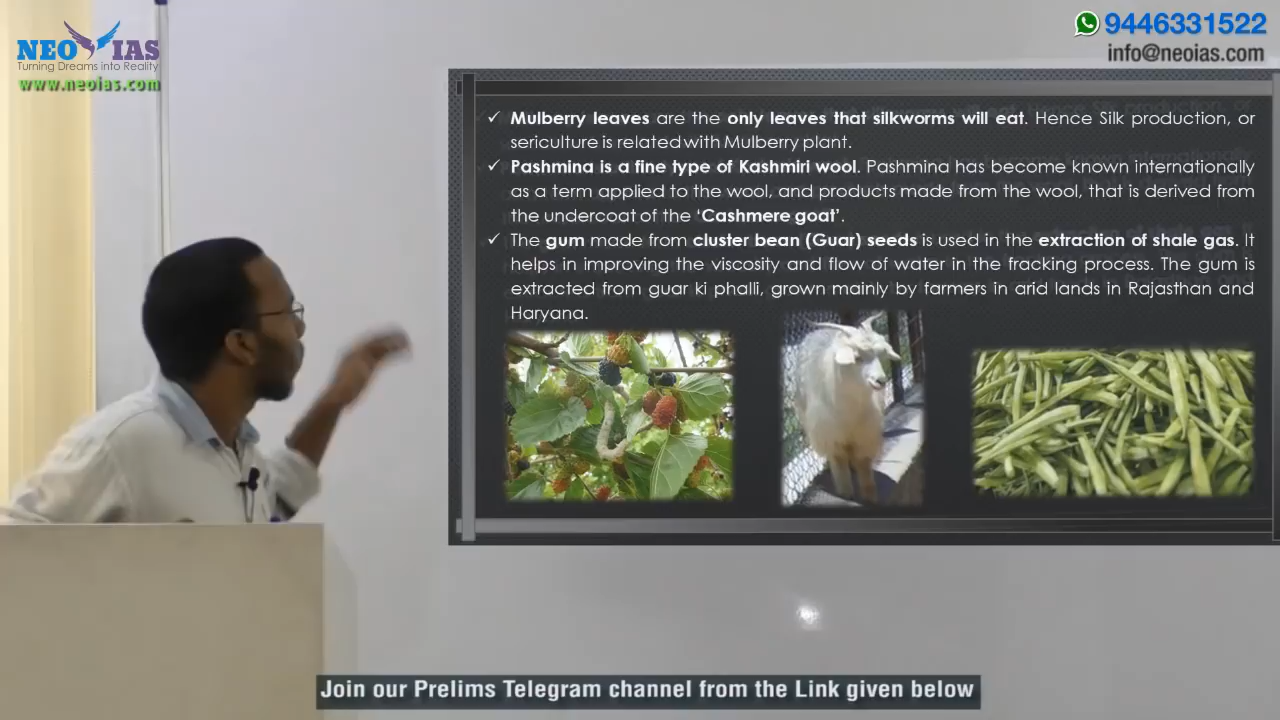 NEO IAS
Turning Dreams into Reality
www.neoias.com
9446331522
info@neoias.com
✓ Mulberry leaves are the only leaves that silkworms will eat. Hence Silk production, or
sericulture is related with Mulberry plant.
✓ Pashmina is a fine type of Kashmiri wool. Pashmina has become known internationally
as a term applied to the wool, and products made from the wool, that is derived from
the undercoat of the ‘Cashmere goat’.
✓ The gum made from cluster bean (Guar) seeds is used in the extraction of shale gas. It
helps in improving the viscosity and flow of water in the fracking process. The gum is
extracted from guar ki phalli, grown mainly by farmers in arid lands in Rajasthan and
Haryana.
Join our Prelims Telegram channel from the Link given below